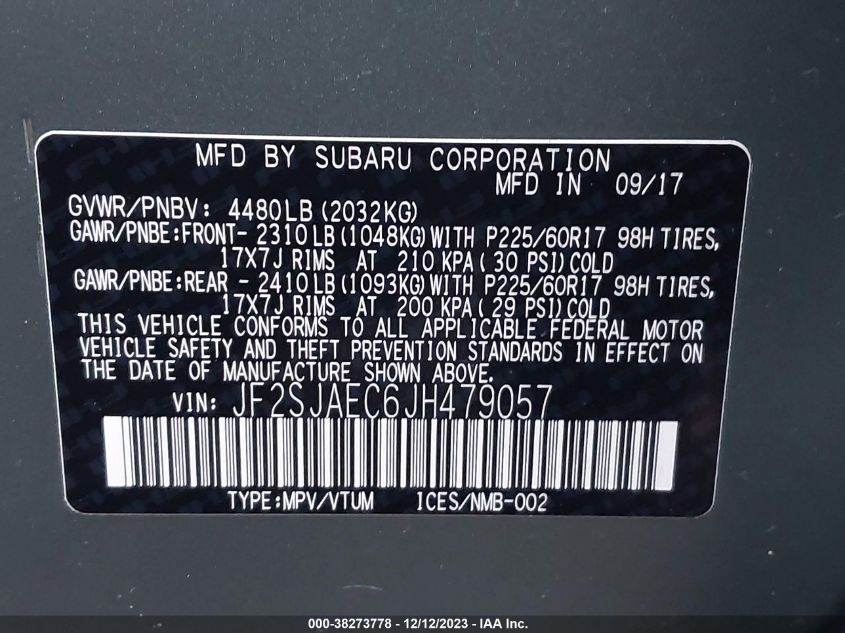 MFD BY SUBARU CORPORATION
MFD IN 09/17
GVWR/PNBV: 4480LB (2032KG)
GAWR/PNBE:FRONT- 2310LB (1048KG) WITH P225/60R17 98H TIRES,
17X7J RIMS AT 210 KPA( 30 PSI)COLD
GAWR/PNBE:REAR - 2410LB (1093KG) WITH P225/60R17 98H TIRES,
17X7J RIMS AT 200 KPA( 29 PSI)COLD
THIS VEHICLE CONFORMS TO ALL APPLICABLE FEDERAL MOTOR
VEHICLE SAFETY AND THEFT PREVENTION STANDARDS IN EFFECT ON
THE DATE OF MANUFACTURE SHOWN ABOVE.
VIN: JF2SJAEC6JH479057
TYPE:MPV/VTUM ICES/NMB-002
000-38273778 - 12/12/2023 - IAA Inc.